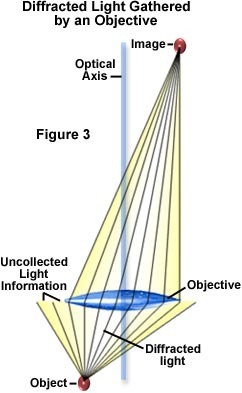 Diffracted Light Gathered
by an Objective
Image
Optical
Axis
Figure 3
Uncollected
Light
Information
Objective
Diffracted
light
Object